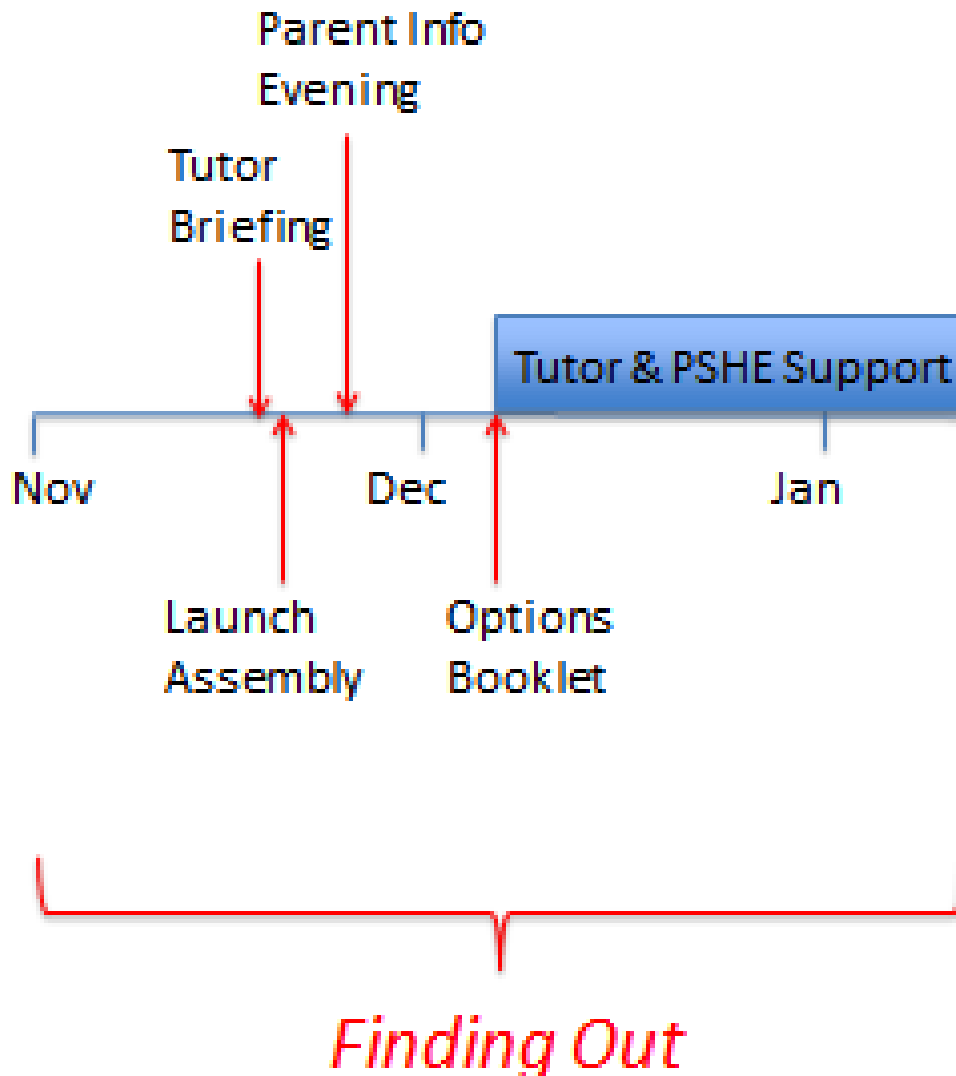 Parent Info
Evening
Tutor
Briefing
Tutor & PSHE Support
Nov
Dec
Jan
Launch
Assembly
Options
Booklet
Finding Out